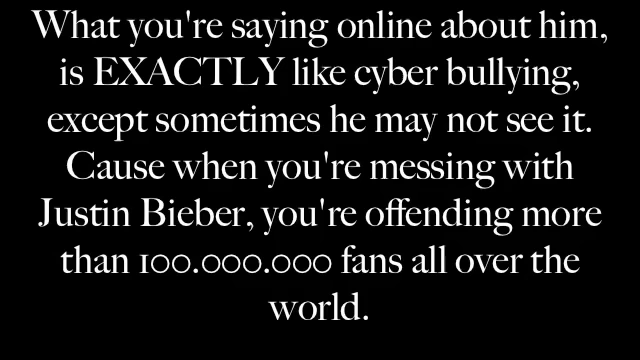 What you're saying online about him,
is EXACTLY like cyber bullying,
except sometimes he may not see it.
Cause when you're messing with
Justin Bieber, you're offending more
than 100.000.000 fans all over the
world.